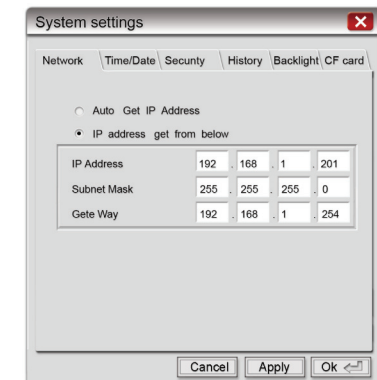 System settings
Network Time/Date Securty History Backlight CF card
Auto Get IP Address
IP address get from below
IP Address 192 . 168 . 1 . 201
Subnet Mask 255 . 255 . 255 . 0
Gete Way 192 . 168 . 1 . 254
Cancel Apply Ok